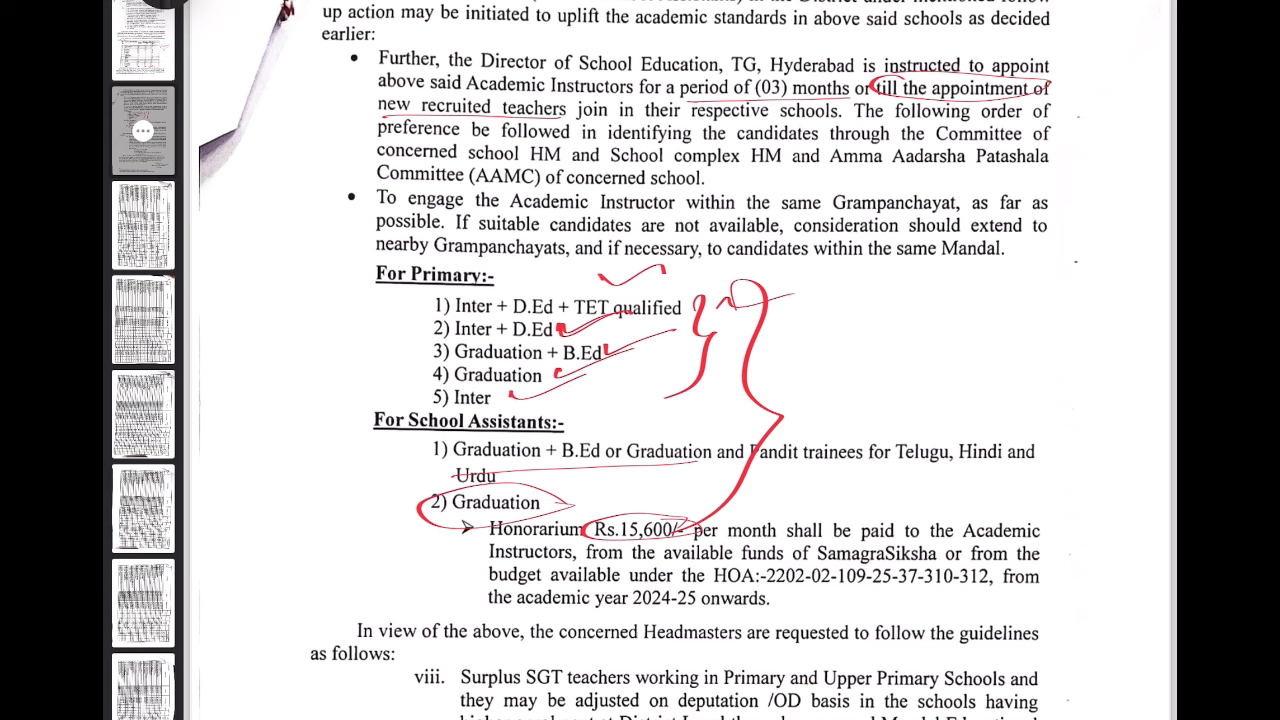 up action may be initiated to uplift the academic standards in above said schools as decided
earlier:
• Further, the Director of School Education, TG, Hyderabad is instructed to appoint
above said Academic Instructors for a period of (03) months or till the appointment of
new recruited teachers join in their respective schools. The following order of
preference be followed in identifying the candidates through the Committee of
concerned school HM and School complex HM and Amma Aadarsha Patashala
Committee (AAMC) of concerned school.
• To engage the Academic Instructor within the same Grampanchayat, as far as
possible. If suitable candidates are not available, consideration should extend to
nearby Grampanchayats, and if necessary, to candidates within the same Mandal.
For Primary:-
1) Inter + D.Ed + TET qualified
2) Inter + D.Ed
3) Graduation + B.Ed
4) Graduation
5) Inter
For School Assistants:-
1) Graduation + B.Ed or Graduation and Pandit trainees for Telugu, Hindi and
Urdu
2) Graduation
➢ Honorarium Rs.15,600/- per month shall be paid to the Academic
Instructors, from the available funds of SamagraSiksha or from the
budget available under the HOA:-2202-02-109-25-37-310-312, from
the academic year 2024-25 onwards.
In view of the above, the concerned Headmasters are requested to follow the guidelines
as follows:
viii. Surplus SGT teachers working in Primary and Upper Primary Schools and
they may be adjusted on deputation /OD basis in the schools having